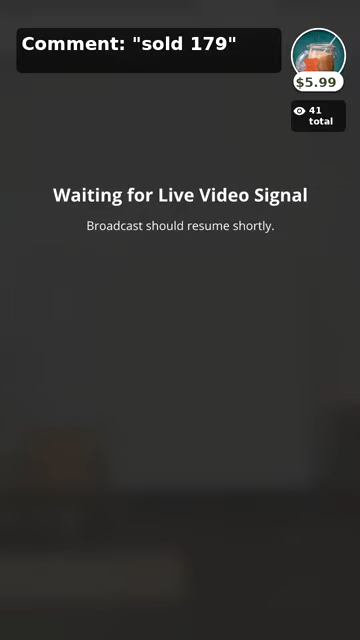 Comment: "sold 179"
$5.99
41
total
Waiting for Live Video Signal
Broadcast should resume shortly.